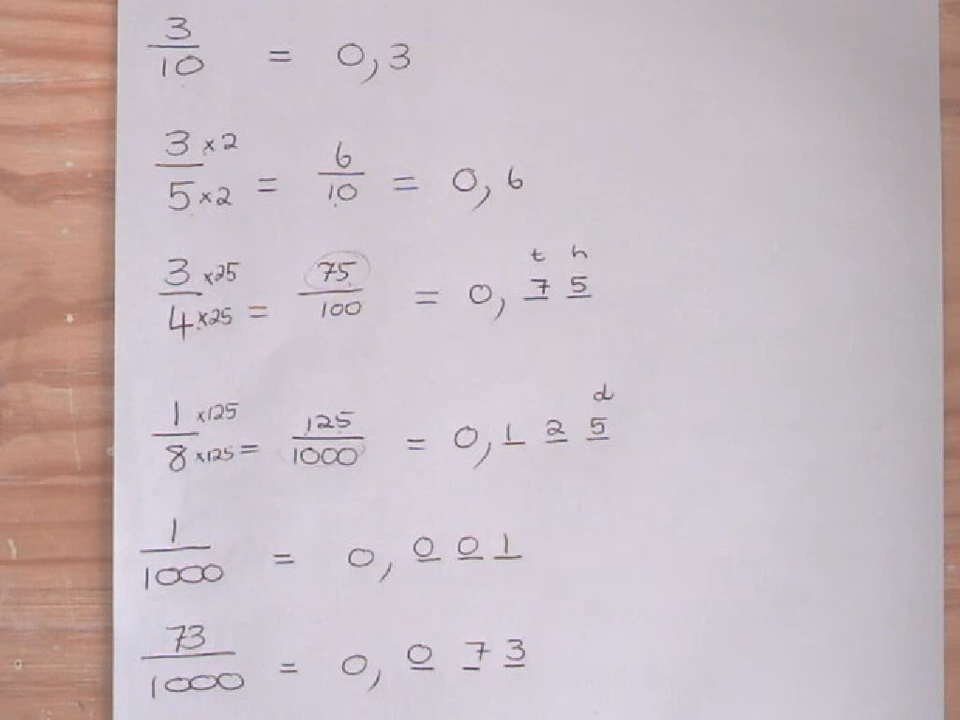 3/10 = 0,3
3×2/5×2 = 6/10 = 0,6
t h
3×25/4×25 = 75/100 = 0,75
d
1×125/8×125 = 125/1000 = 0,125
1/1000 = 0,001
73/1000 = 0,073